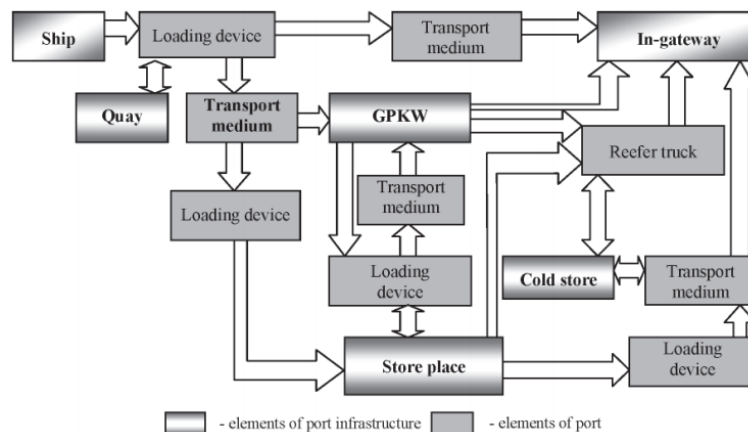 Ship
Loading device
Transport
medium
In-gateway
Quay
Transport
medium
GPKW
Reefer truck
Transport
medium
Loading device
Loading
device
Cold store
Transport
medium
Store place
Loading
device
- elements of port infrastructure
- elements of port